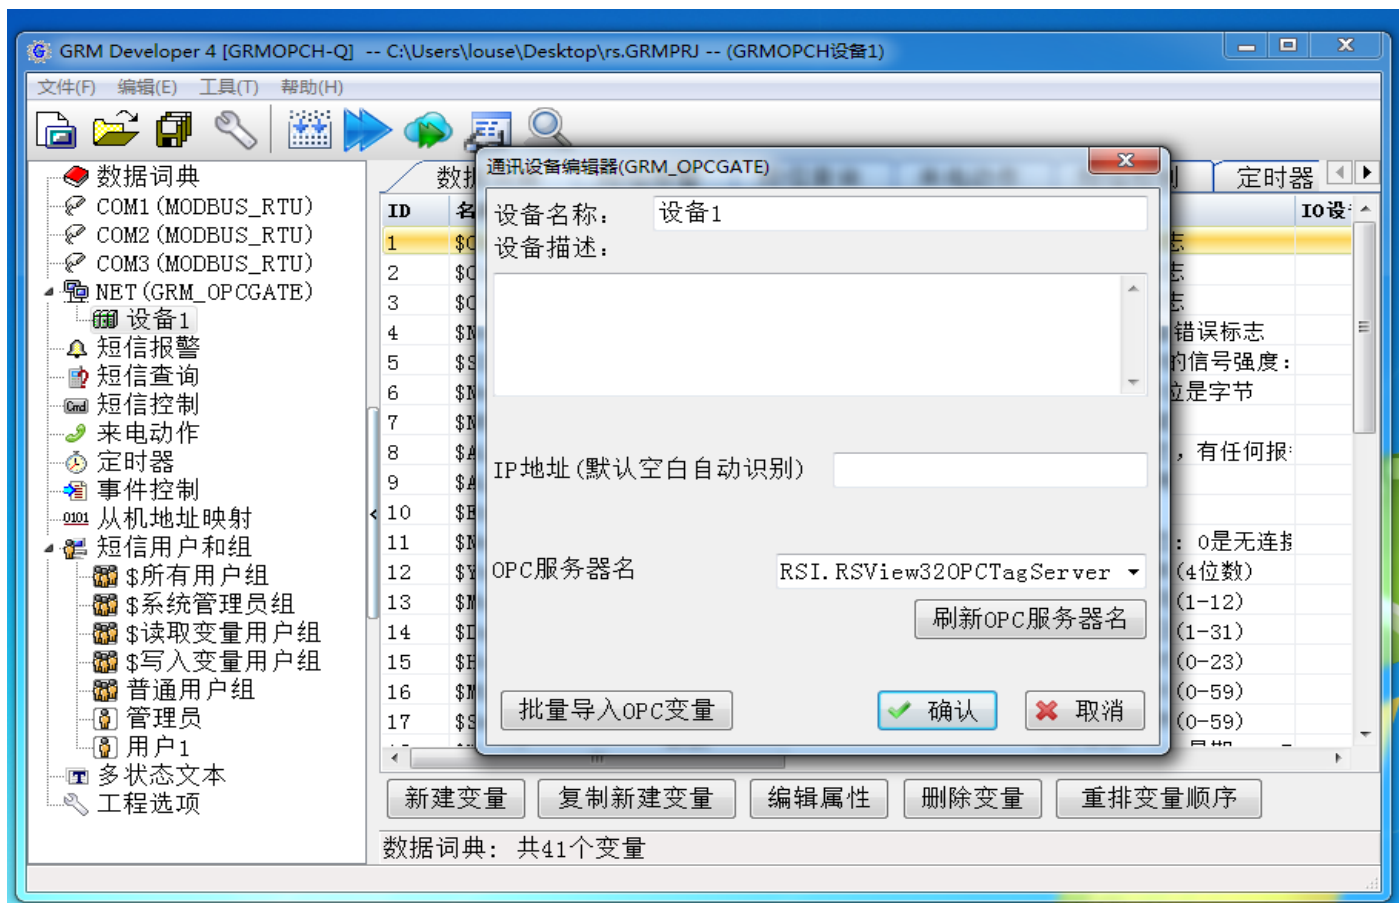 GRM Developer 4 [GRMOPCH-Q] -- C:\Users\louse\Desktop\rs.GRMPRJ -- (GRMOPCH设备1)
文件(F) 编辑(E) 工具(T) 帮助(H)
数据词典
COM1(MODBUS_RTU)
COM2(MODBUS_RTU)
COM3(MODBUS_RTU)
NET(GRM_OPCGATE)
设备1
短信报警
短信查询
Cmd 短信控制
来电动作
定时器
事件控制
0101 从机地址映射
短信用户和组
$所有用户组
$系统管理员组
$读取变量用户组
$写入变量用户组
普通用户组
管理员
用户1
多状态文本
工程选项
定时器
ID
IO设
1
2
3
4 错误标志
5 的信号强度:
6 位是字节
7
8 ，有任何报
9
10
11 : 0是无连接
12 (4位数)
13 (1-12)
14 (1-31)
15 (0-23)
16 (0-59)
17 (0-59)
通讯设备编辑器(GRM_OPCGATE)
设备名称: 设备1
设备描述:
IP地址(默认空白自动识别)
OPC服务器名 RSI.RSView32OPCTagServer
刷新OPC服务器名
批量导入OPC变量 确认 取消
新建变量 复制新建变量 编辑属性 删除变量 重排变量顺序
数据词典: 共41个变量